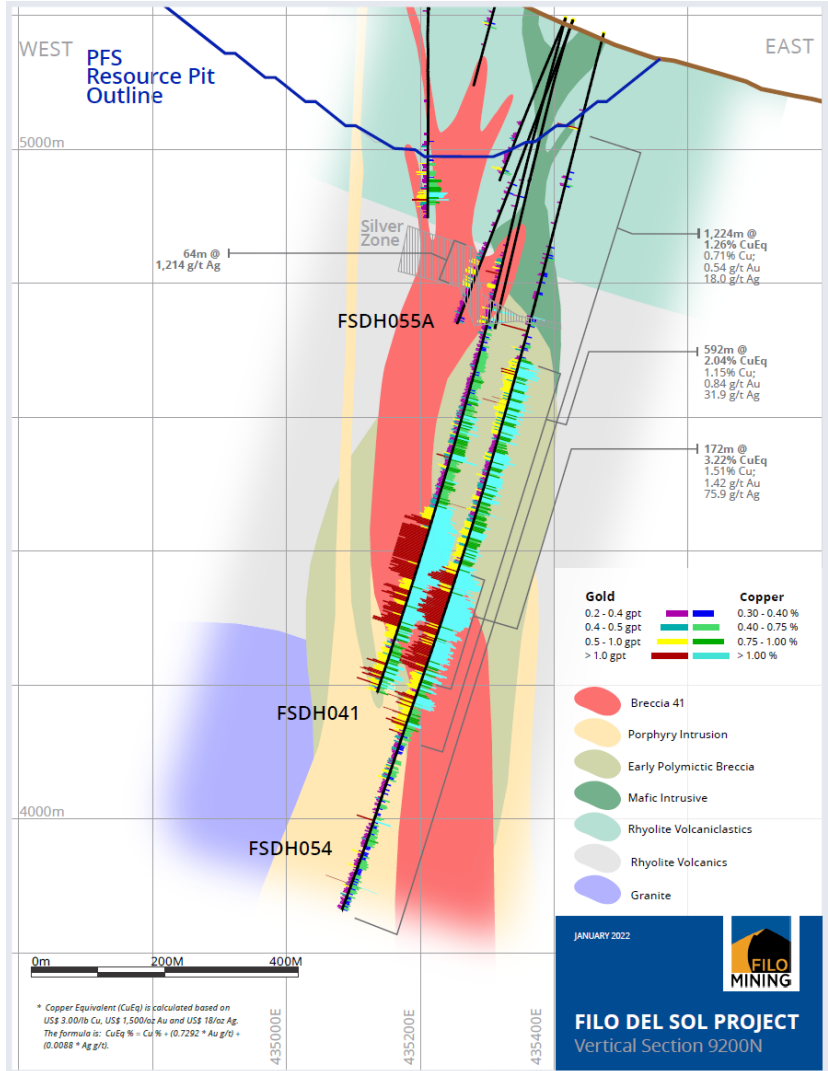 WEST
EAST
PFS
Resource Pit
Outline
5000m
Silver
Zone
64m @
1,214 g/t Ag
1,224m @
1.26% CuEq
0.71% Cu;
0.54 g/t Au
18.0 g/t Ag
FSDH055A
592m @
2.04% CuEq
1.15% Cu;
0.84 g/t Au
31.9 g/t Ag
172m @
3.22% CuEq
1.51% Cu;
1.42 g/t Au
75.9 g/t Ag
Gold Copper
0.2 - 0.4 gpt 0.30 - 0.40 %
0.4 - 0.5 gpt 0.40 - 0.75 %
0.5 - 1.0 gpt 0.75 - 1.00 %
> 1.0 gpt > 1.00 %
Breccia 41
Porphyry Intrusion
Early Polymictic Breccia
Mafic Intrusive
Rhyolite Volcaniclastics
Rhyolite Volcanics
Granite
FSDH041
4000m
FSDH054
0m 200M 400M
* Copper Equivalent (CuEq) is calculated based on
US$ 3.00/lb Cu, US$ 1,500/oz Au and US$ 18/oz Ag.
The formula is: CuEq % = Cu % + (0.7292 * Au g/t) +
(0.0088 * Ag g/t).
435000E
435200E
435400E
JANUARY 2022
FILO
MINING
FILO DEL SOL PROJECT
Vertical Section 9200N